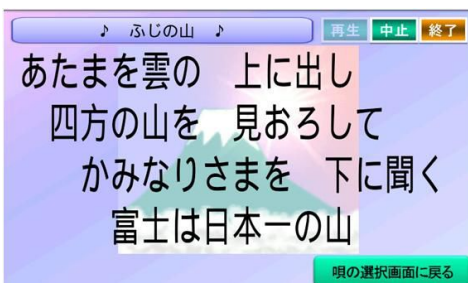 ♪ ふじの山 ♪
再生 中止 終了
あたまを雲の 上に出し
四方の山を 見おろして
かみなりさまを 下に聞く
富士は日本一の山
唄の選択画面に戻る